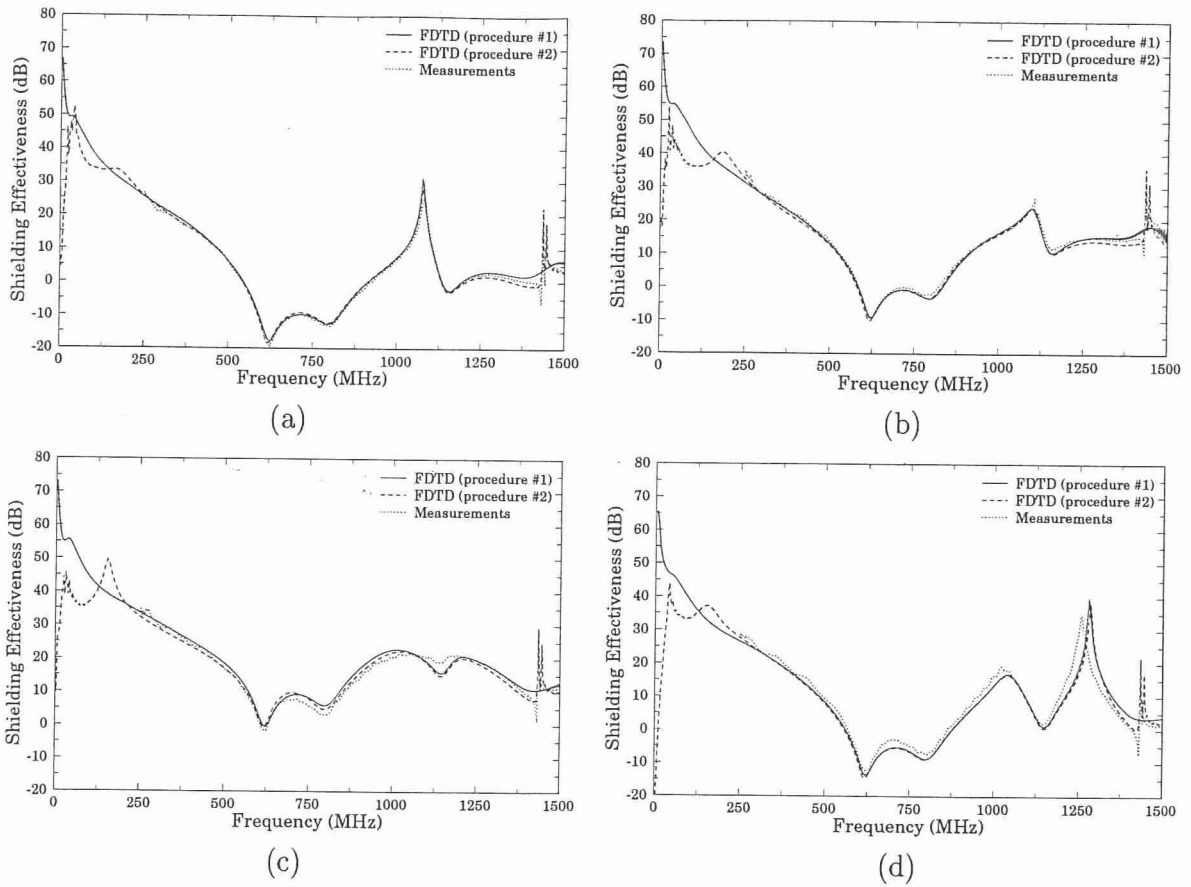 80
70
60
50
40
30
20
10
0
-10
-20
Shielding Effectiveness (dB)
FDTD (procedure #1)
FDTD (procedure #2)
Measurements
0 250 500 750 1000 1250 1500
Frequency (MHz)
(a)
80
70
60
50
40
30
20
10
0
-10
-20
Shielding Effectiveness (dB)
FDTD (procedure #1)
FDTD (procedure #2)
Measurements
0 250 500 750 1000 1250 1500
Frequency (MHz)
(b)
80
70
60
50
40
30
20
10
0
-10
-20
Shielding Effectiveness (dB)
FDTD (procedure #1)
FDTD (procedure #2)
Measurements
0 250 500 750 1000 1250 1500
Frequency (MHz)
(c)
80
70
60
50
40
30
20
10
0
-10
-20
Shielding Effectiveness (dB)
FDTD (procedure #1)
FDTD (procedure #2)
Measurements
0 250 500 750 1000 1250 1500
Frequency (MHz)
(d)